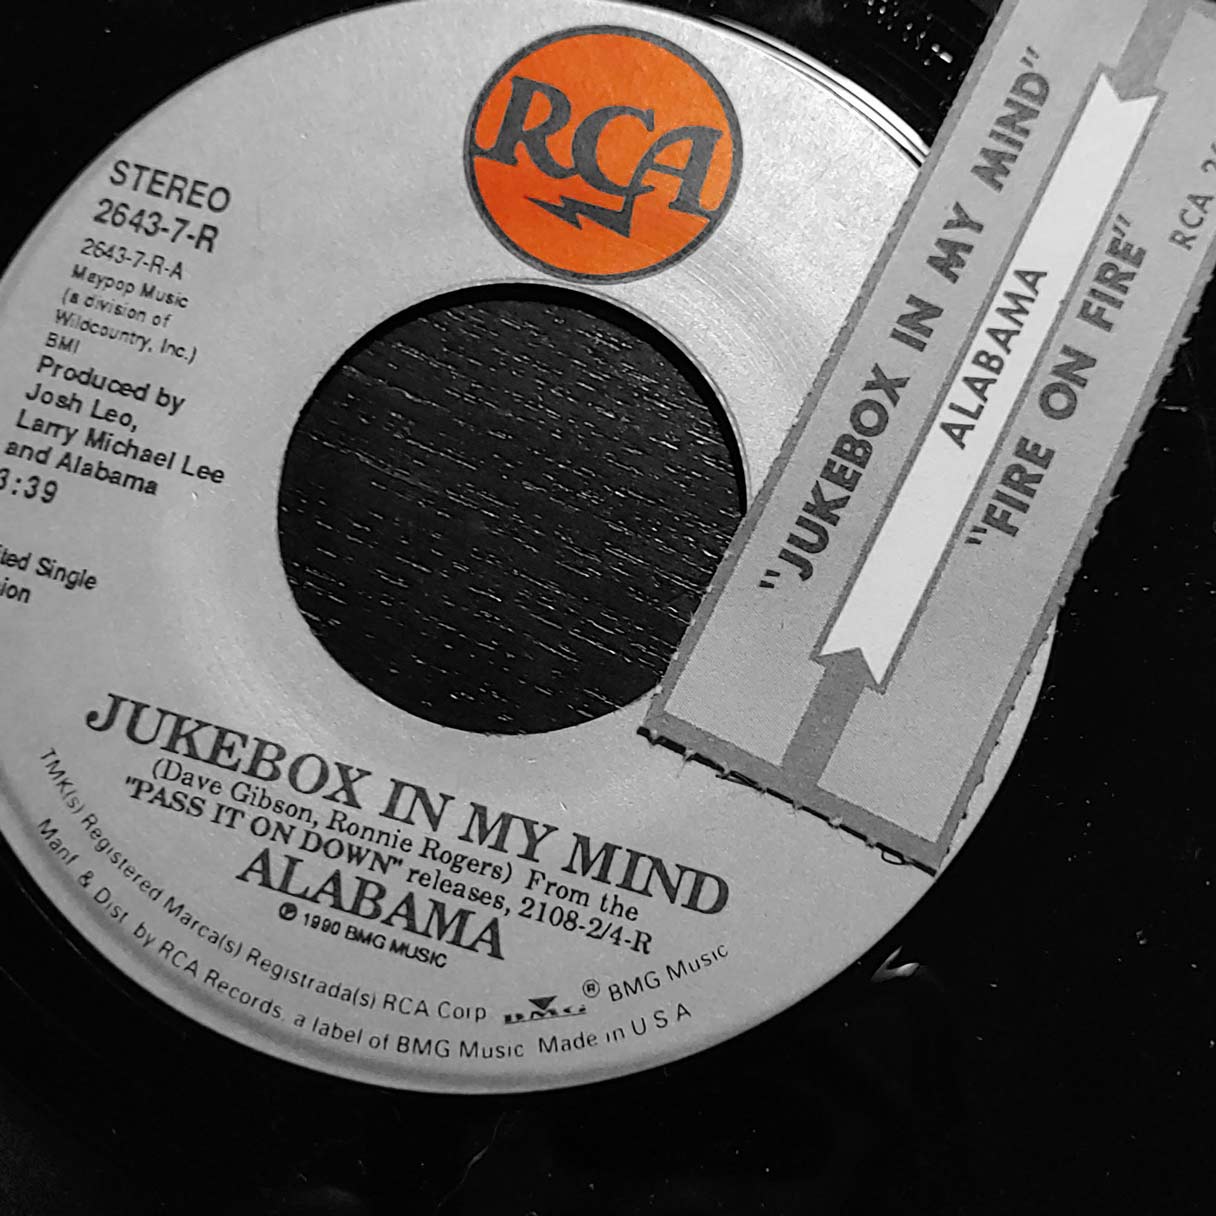 RCA
STEREO
2643-7-R
2643-7-R-A
Maypop Music
(a division of
Wildcountry, Inc.)
BMI
Produced by
Josh Leo,
Larry Michael Lee
and Alabama
3:39
Single
JUKEBOX IN MY MIND
(Dave Gibson, Ronnie Rogers) From the
"PASS IT ON DOWN" releases, 2108-2/4-R
ALABAMA
℗ 1990 BMG MUSIC
TMK(s) Registered Marca(s) Registrada(s) RCA Corp BMG ® BMG Music
Manf. & Dist. by RCA Records, a label of BMG Music Made in U S A
"JUKEBOX IN MY MIND"
ALABAMA
"FIRE ON FIRE"
RCA